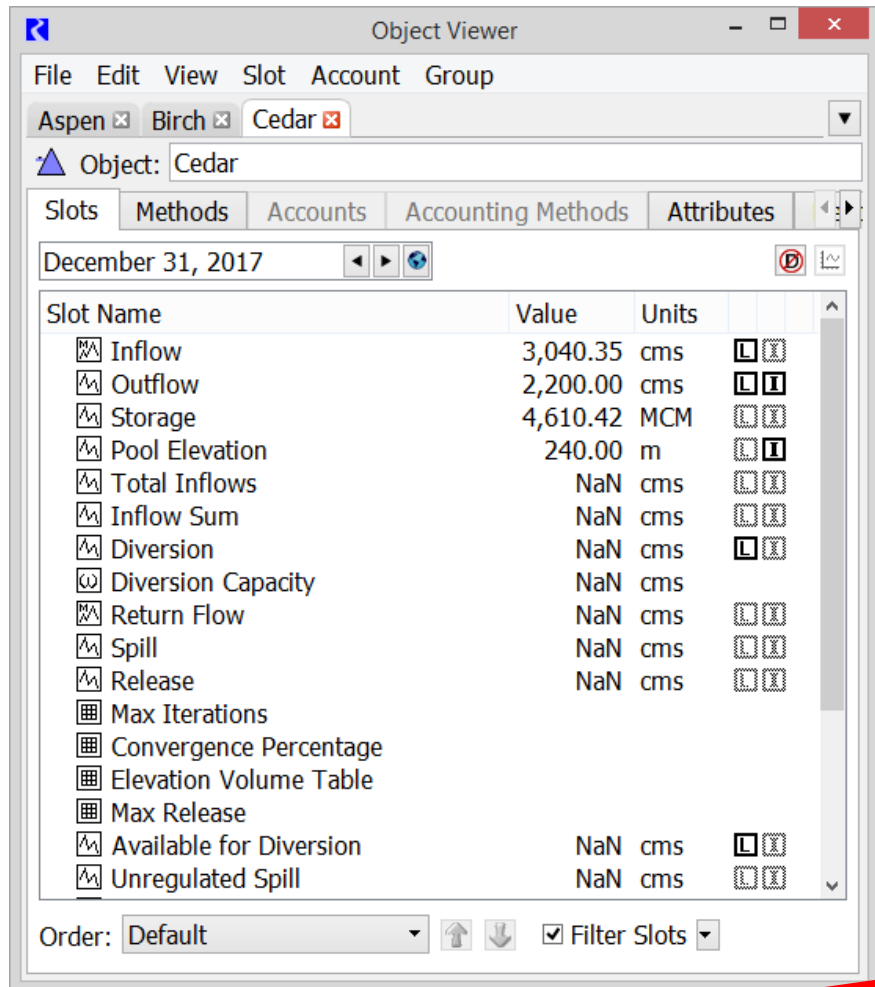 Object Viewer
File Edit View Slot Account Group
Aspen Birch Cedar
Object: Cedar
Slots Methods Accounts Accounting Methods Attributes
December 31, 2017
Slot Name Value Units
Inflow 3,040.35 cms L I
Outflow 2,200.00 cms L I
Storage 4,610.42 MCM L I
Pool Elevation 240.00 m L I
Total Inflows NaN cms L I
Inflow Sum NaN cms L I
Diversion NaN cms L I
Diversion Capacity NaN cms
Return Flow NaN cms L I
Spill NaN cms L I
Release NaN cms L I
Max Iterations
Convergence Percentage
Elevation Volume Table
Max Release
Available for Diversion NaN cms L I
Unregulated Spill NaN cms L I
Order: Default Filter Slots